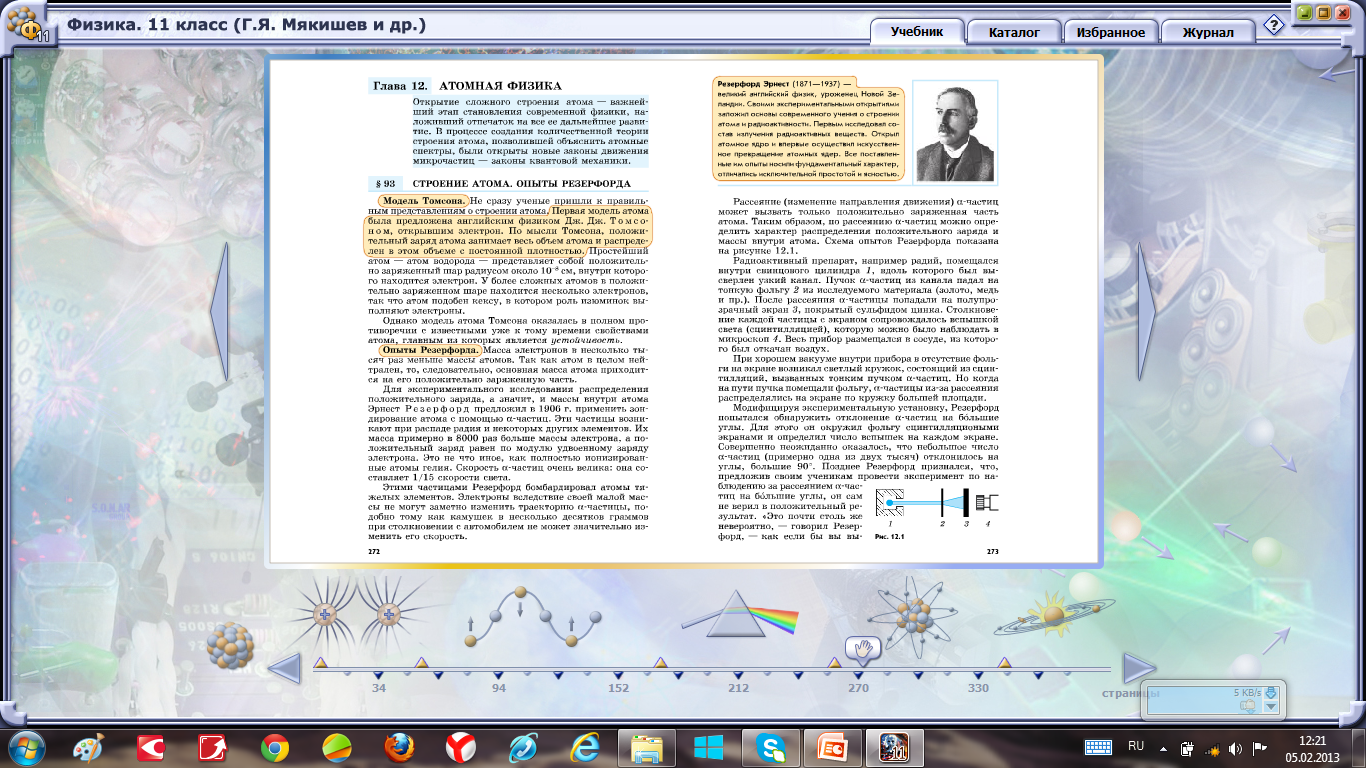 Физика. 11 класс (Г.Я. Мякишев и др.)
Учебник
Каталог
Избранное
Журнал
?
Ф
11
Глава 12. АТОМНАЯ ФИЗИКА
Открытие сложного строения атома — важней-
ший этап становления современной физики, на-
ложивший отпечаток на все ее дальнейшее разви-
тие. В процессе создания количественной теории
строения атома, позволившей объяснить атомные
спектры, были открыты новые законы движения
микрочастиц — законы квантовой механики.
§ 93 СТРОЕНИЕ АТОМА. ОПЫТЫ РЕЗЕРФОРДА
Модель Томсона. Не сразу ученые пришли к правиль-
ным представлениям о строении атома. Первая модель атома
была предложена английским физиком Дж. Дж. Томсо-
ном, открывшим электрон. По мысли Томсона, положи-
тельный заряд атома занимает весь объем атома и распреде-
лен в этом объеме с постоянной плотностью. Простейший
атом — атом водорода — представляет собой положитель-
но заряженный шар радиусом около 10⁻⁸ см, внутри которо-
го находится электрон. У более сложных атомов в положи-
тельно заряженном шаре находится несколько электронов,
так что атом подобен кексу, в котором роль изюминок вы-
полняют электроны.
Однако модель атома Томсона оказалась в полном про-
тиворечии с известными уже к тому времени свойствами
атома, главным из которых является устойчивость.
Опыты Резерфорда. Масса электронов в несколько ты-
сяч раз меньше массы атомов. Так как атом в целом ней-
трален, то, следовательно, основная масса атома приходит-
ся на его положительно заряженную часть.
Для экспериментального исследования распределения
положительного заряда, а значит, и массы внутри атома
Эрнест Резерфорд предложил в 1906 г. применить зон-
дирование атома с помощью α-частиц. Эти частицы возни-
кают при распаде радия и некоторых других элементов. Их
масса примерно в 8000 раз больше массы электрона, а по-
ложительный заряд равен по модулю удвоенному заряду
электрона. Это не что иное, как полностью ионизирован-
ные атомы гелия. Скорость α-частиц очень велика: она со-
ставляет 1/15 скорости света.
Этими частицами Резерфорд бомбардировал атомы тя-
желых элементов. Электроны вследствие своей малой мас-
сы не могут заметно изменить траекторию α-частицы, по-
добно тому как камушек в несколько десятков граммов
при столкновении с автомобилем не может значительно из-
менить его скорость.
272
Резерфорд Эрнест (1871—1937) —
великий английский физик, уроженец Новой Зе-
ландии. Своими экспериментальными открытиями
заложил основы современного учения о строении
атома и радиоактивности. Первым исследовал со-
став излучения радиоактивных веществ. Открыл
атомное ядро и впервые осуществил искусствен-
ное превращение атомных ядер. Все поставлен-
ные им опыты носили фундаментальный характер,
отличались исключительной простотой и ясностью.
Рассеяние (изменение направления движения) α-частиц
может вызвать только положительно заряженная часть
атома. Таким образом, по рассеянию α-частиц можно опре-
делить характер распределения положительного заряда и
массы внутри атома. Схема опытов Резерфорда показана
на рисунке 12.1.
Радиоактивный препарат, например радий, помещался
внутри свинцового цилиндра 1, вдоль которого был вы-
сверлен узкий канал. Пучок α-частиц из канала падал на
тонкую фольгу 2 из исследуемого материала (золото, медь
и пр.). После рассеяния α-частицы попадали на полупро-
зрачный экран 3, покрытый сульфидом цинка. Столкнове-
ние каждой частицы с экраном сопровождалось вспышкой
света (сцинтилляцией), которую можно было наблюдать в
микроскоп 4. Весь прибор размещался в сосуде, из которо-
го был откачан воздух.
При хорошем вакууме внутри прибора в отсутствие фоль-
ги на экране возникал светлый кружок, состоящий из сцин-
тилляций, вызванных тонким пучком α-частиц. Но когда
на пути пучка помещали фольгу, α-частицы из-за рассеяния
распределялись на экране по кружку большей площади.
Модифицируя экспериментальную установку, Резерфорд
попытался обнаружить отклонение α-частиц на большие
углы. Для этого он окружил фольгу сцинтилляционными
экранами и определил число вспышек на каждом экране.
Совершенно неожиданно оказалось, что небольшое число
α-частиц (примерно одна из двух тысяч) отклонилось на
углы, большие 90°. Позднее Резерфорд признался, что,
предложив своим ученикам провести эксперимент по на-
блюдению за рассеянием α-час-
тиц на бо́льшие углы, он сам
не верил в положительный ре-
зультат. «Это почти столь же
невероятно, — говорил Резер-
форд, — как если бы вы вы-
1 2 3 4
Рис. 12.1
273
34 94 152 212 270 330
страницы
5 KB/s
11
RU
12:21
05.02.2013